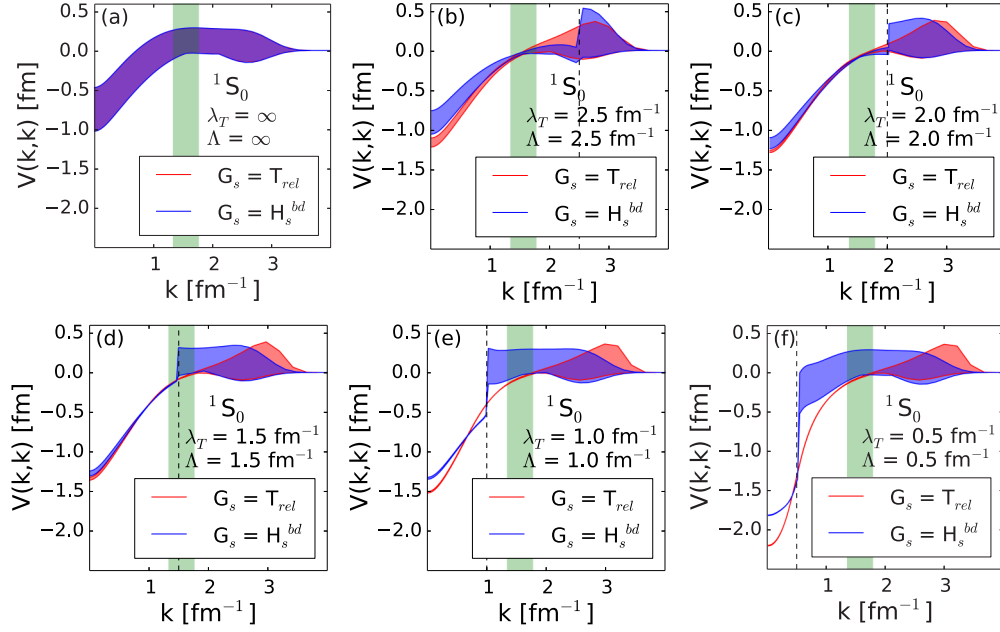 (a)
0.5
0.0
−0.5
−1.0
−1.5
−2.0
V(k,k) [fm]
¹S₀
λ_T = ∞
Λ = ∞
G_s = T_rel
G_s = H_s^bd
1 2 3
k [fm⁻¹]
(b)
0.5
0.0
−0.5
−1.0
−1.5
−2.0
V(k,k) [fm]
¹S₀
λ_T = 2.5 fm⁻¹
Λ = 2.5 fm⁻¹
G_s = T_rel
G_s = H_s^bd
1 2 3
k [fm⁻¹]
(c)
0.5
0.0
−0.5
−1.0
−1.5
−2.0
V(k,k) [fm]
¹S₀
λ_T = 2.0 fm⁻¹
Λ = 2.0 fm⁻¹
G_s = T_rel
G_s = H_s^bd
1 2 3
k [fm⁻¹]
(d)
0.5
0.0
−0.5
−1.0
−1.5
−2.0
V(k,k) [fm]
¹S₀
λ_T = 1.5 fm⁻¹
Λ = 1.5 fm⁻¹
G_s = T_rel
G_s = H_s^bd
1 2 3
k [fm⁻¹]
(e)
0.5
0.0
−0.5
−1.0
−1.5
−2.0
V(k,k) [fm]
¹S₀
λ_T = 1.0 fm⁻¹
Λ = 1.0 fm⁻¹
G_s = T_rel
G_s = H_s^bd
1 2 3
k [fm⁻¹]
(f)
0.5
0.0
−0.5
−1.0
−1.5
−2.0
V(k,k) [fm]
¹S₀
λ_T = 0.5 fm⁻¹
Λ = 0.5 fm⁻¹
G_s = T_rel
G_s = H_s^bd
1 2 3
k [fm⁻¹]